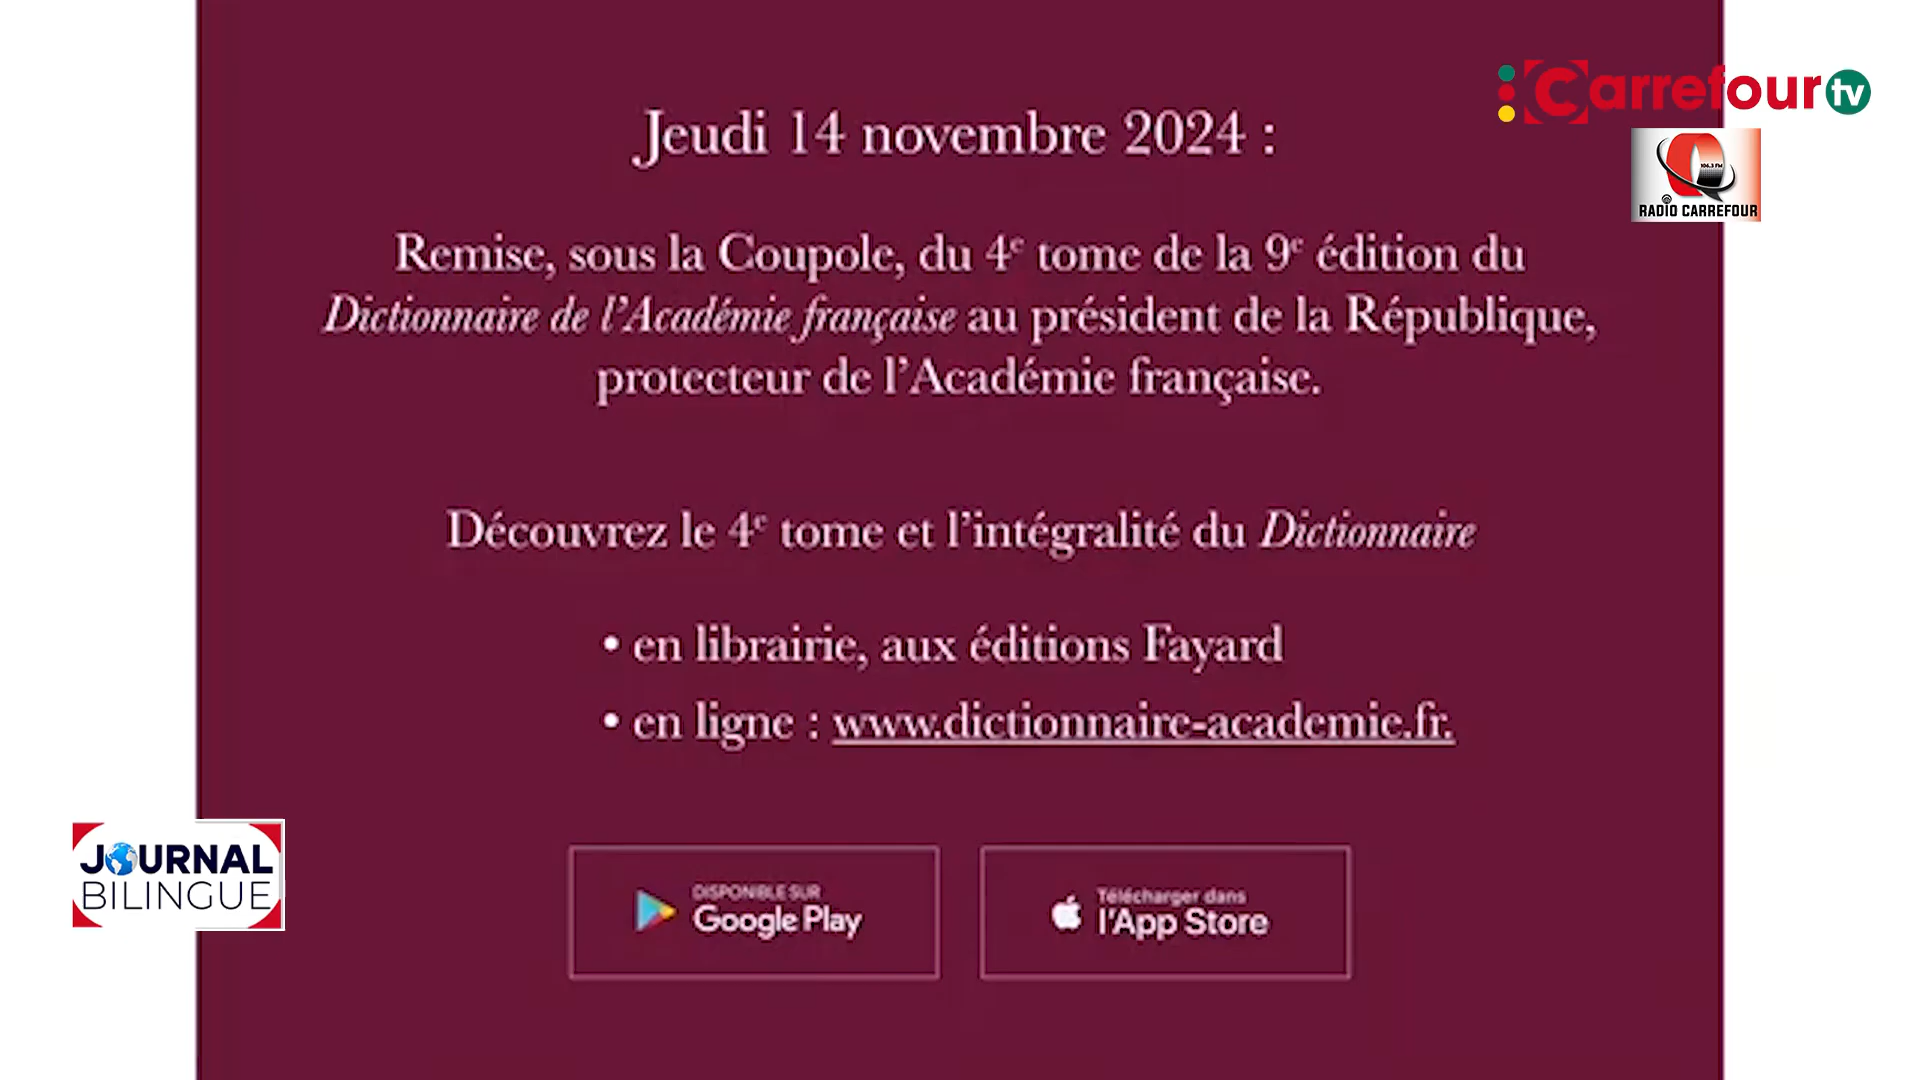 Carrefour tv
106.3 FM
RADIO CARREFOUR
Jeudi 14 novembre 2024 :
Remise, sous la Coupole, du 4e tome de la 9e édition du
Dictionnaire de l’Académie française au président de la République,
protecteur de l’Académie française.
Découvrez le 4e tome et l’intégralité du Dictionnaire
• en librairie, aux éditions Fayard
• en ligne : www.dictionnaire-academie.fr.
JOURNAL
BILINGUE
DISPONIBLE SUR
Google Play
Télécharger dans
l’App Store